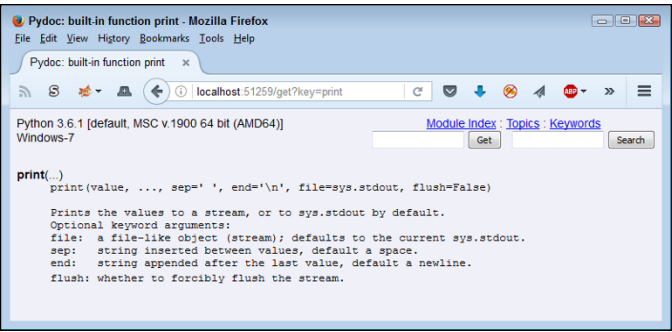 Pydoc: built-in function print - Mozilla Firefox
File Edit View History Bookmarks Tools Help
Pydoc: built-in function print ×
localhost:51259/get?key=print
ABP
Python 3.6.1 [default, MSC v.1900 64 bit (AMD64)]
Windows-7
Module Index : Topics : Keywords
Get Search
print(...)
print(value, ..., sep=' ', end='\n', file=sys.stdout, flush=False)
Prints the values to a stream, or to sys.stdout by default.
Optional keyword arguments:
file: a file-like object (stream); defaults to the current sys.stdout.
sep: string inserted between values, default a space.
end: string appended after the last value, default a newline.
flush: whether to forcibly flush the stream.